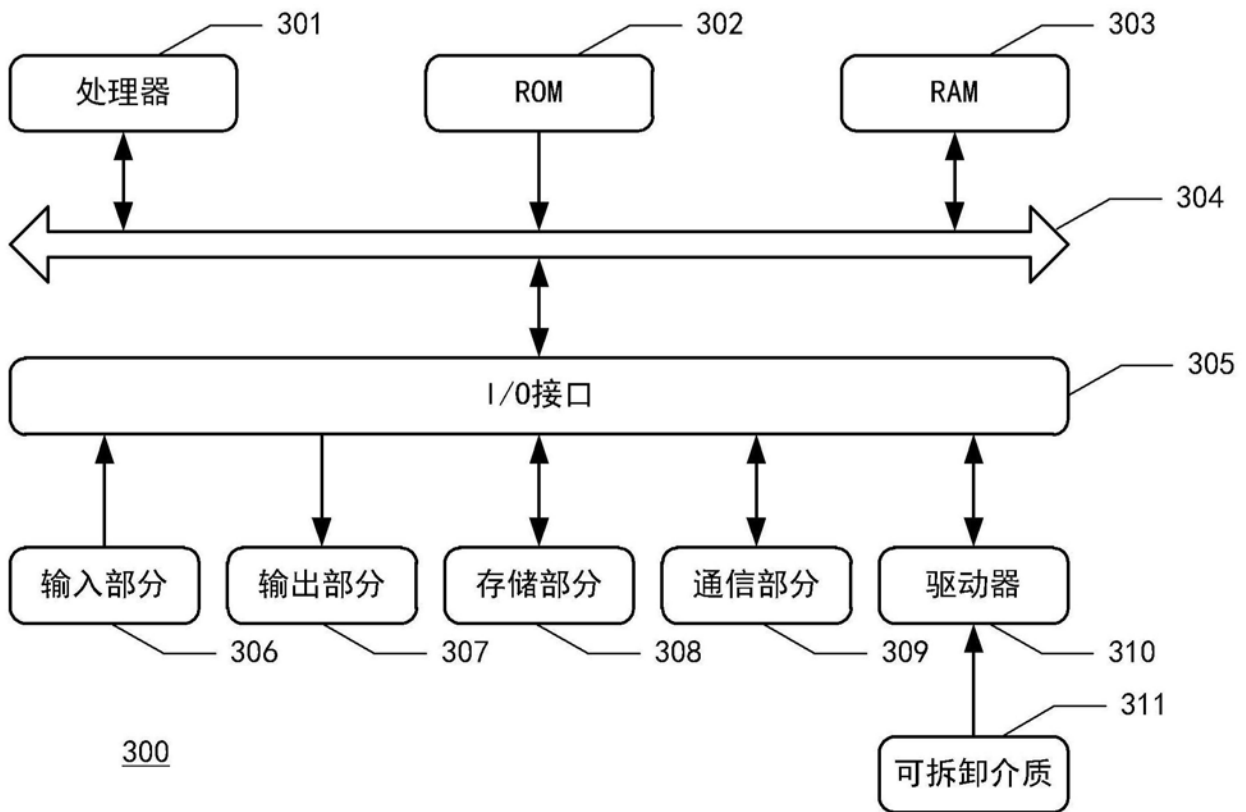 301
302
303
处理器
ROM
RAM
304
305
I/O接口
输入部分
输出部分
存储部分
通信部分
驱动器
306
307
308
309
310
311
300
可拆卸介质